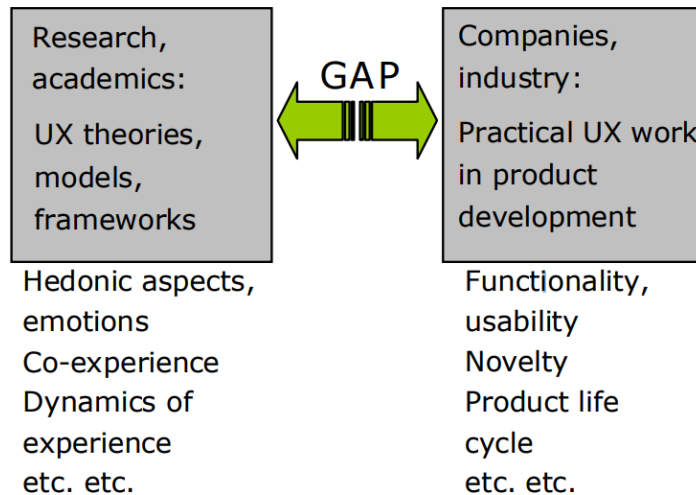 Research,
academics:
UX theories,
models,
frameworks
GAP
Companies,
industry:
Practical UX work
in product
development
Hedonic aspects,
emotions
Co-experience
Dynamics of
experience
etc. etc.
Functionality,
usability
Novelty
Product life
cycle
etc. etc.